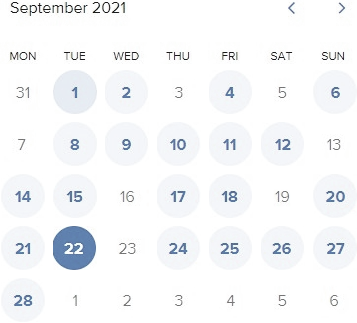 September 2021
MON TUE WED THU FRI SAT SUN
31 1 2 3 4 5 6
7 8 9 10 11 12 13
14 15 16 17 18 19 20
21 22 23 24 25 26 27
28 1 2 3 4 5 6